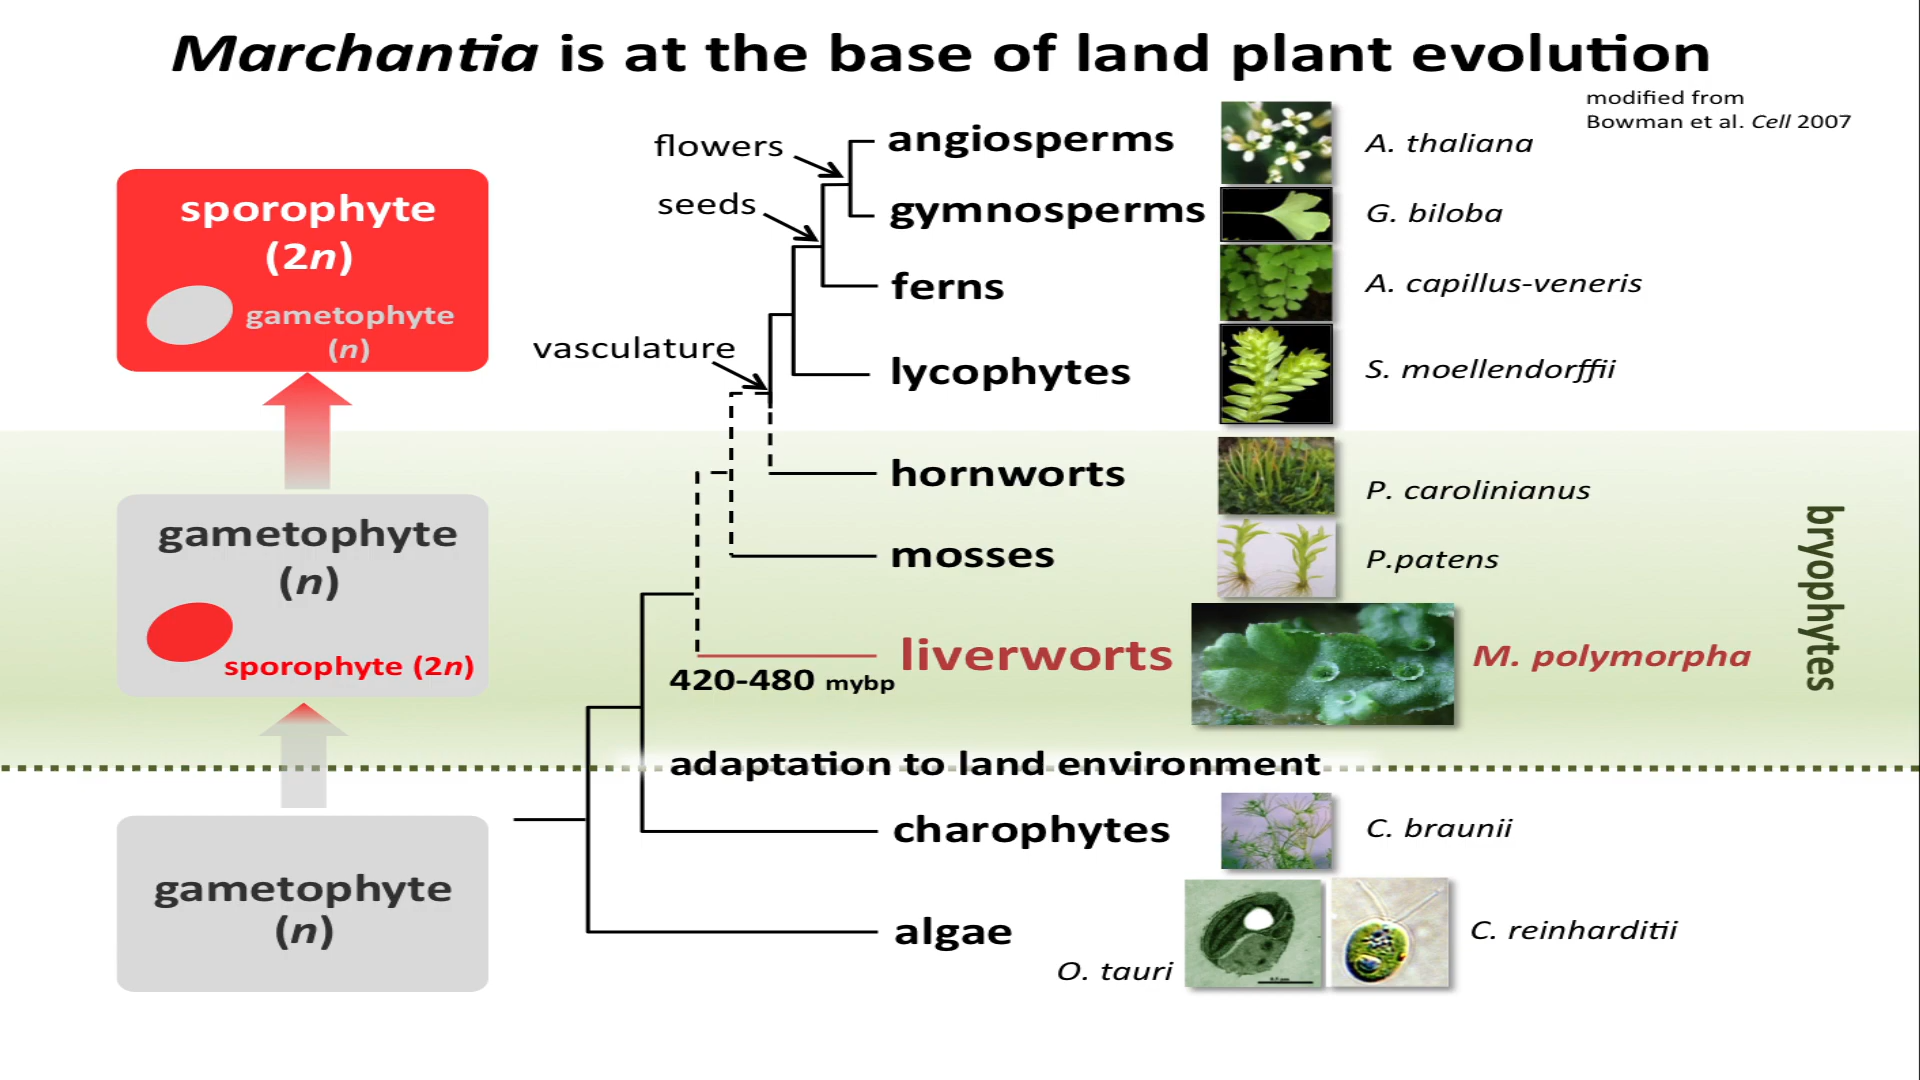 Marchantia is at the base of land plant evolution
modified from
Bowman et al. Cell 2007
flowers
angiosperms
A. thaliana
sporophyte
(2n)
gametophyte
(n)
seeds
gymnosperms
G. biloba
ferns
A. capillus-veneris
vasculature
lycophytes
S. moellendorffii
gametophyte
(n)
sporophyte (2n)
hornworts
P. carolinianus
mosses
P.patens
liverworts
M. polymorpha
420-480 mybp
bryophytes
adaptation to land environment
gametophyte
(n)
charophytes
C. braunii
algae
O. tauri
C. reinharditii